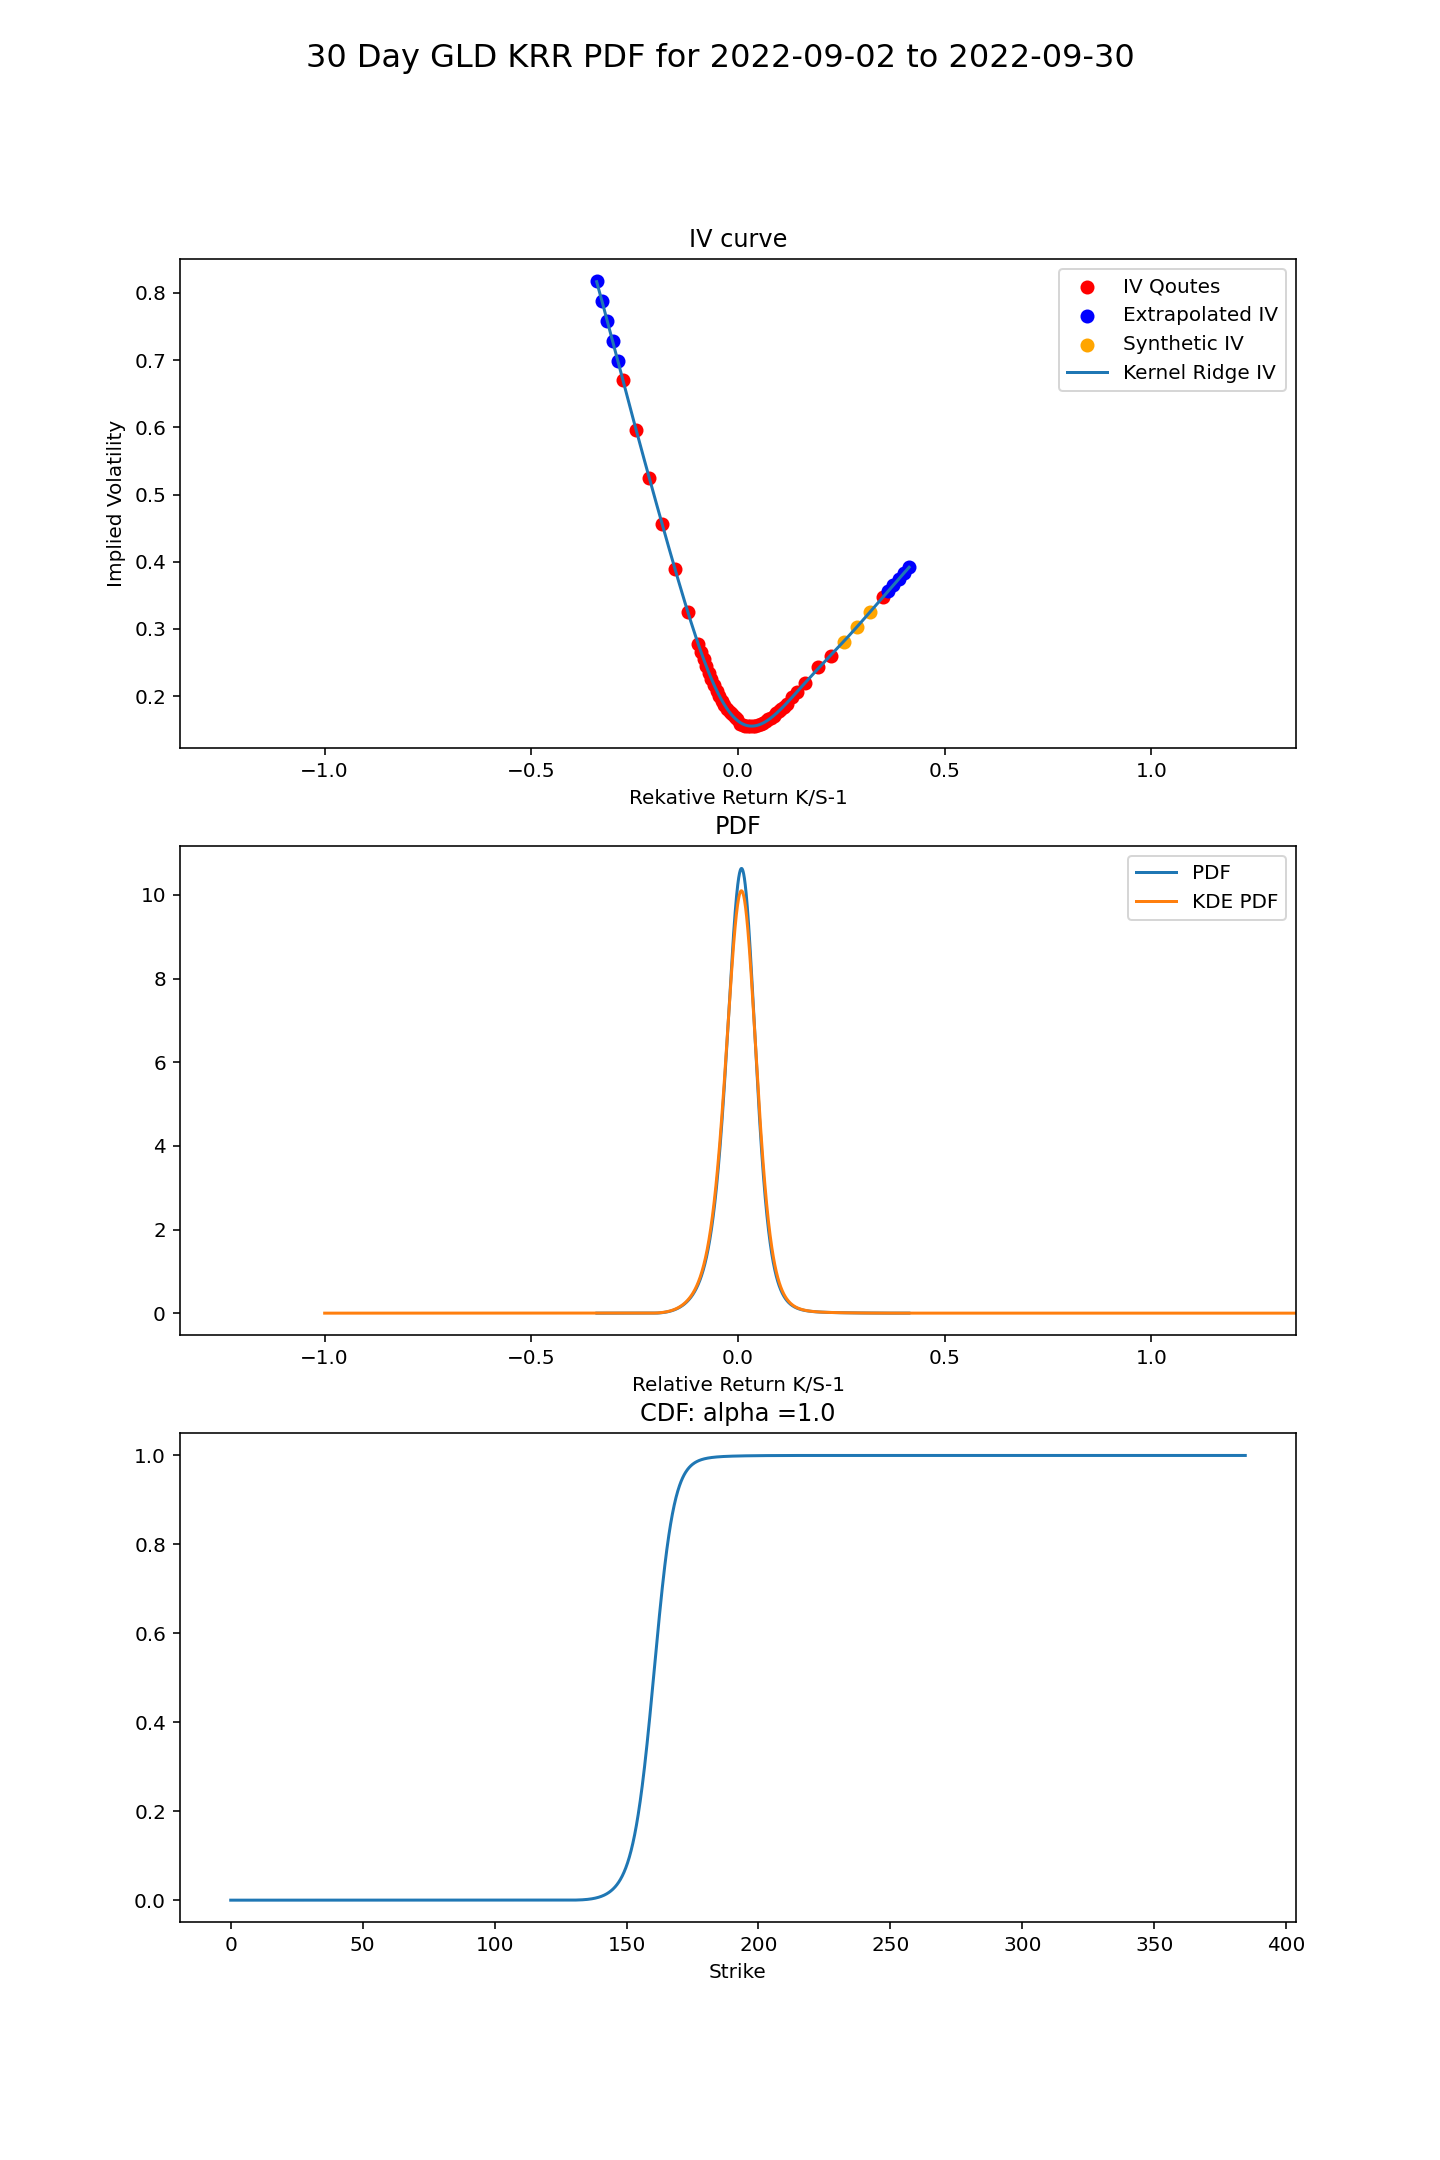 30 Day GLD KRR PDF for 2022-09-02 to 2022-09-30
IV curve
Implied Volatility
0.8
0.7
0.6
0.5
0.4
0.3
0.2
IV Qoutes
Extrapolated IV
Synthetic IV
Kernel Ridge IV
−1.0 −0.5 0.0 0.5 1.0
Rekative Return K/S-1
PDF
10
8
6
4
2
0
PDF
KDE PDF
−1.0 −0.5 0.0 0.5 1.0
Relative Return K/S-1
CDF: alpha =1.0
1.0
0.8
0.6
0.4
0.2
0.0
0 50 100 150 200 250 300 350 400
Strike